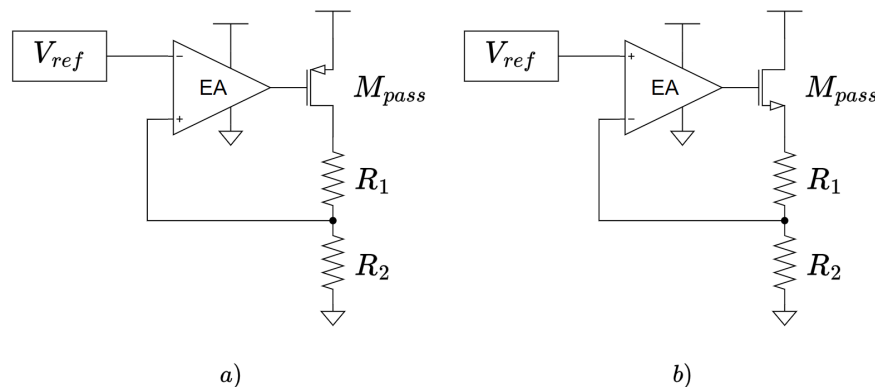 V_ref
−
EA
+
M_pass
R_1
R_2
a)
V_ref
+
EA
−
M_pass
R_1
R_2
b)